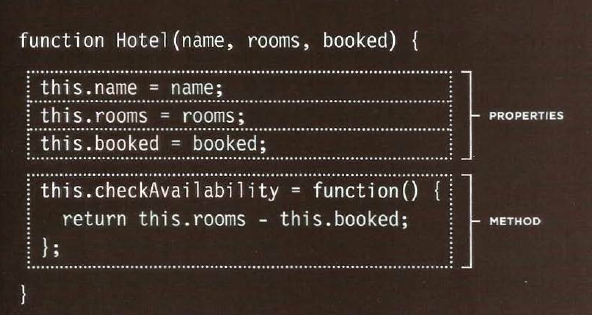 function Hotel(name, rooms, booked) {
this.name = name;
this.rooms = rooms;
this.booked = booked;
PROPERTIES
this.checkAvailability = function() {
return this.rooms - this.booked;
};
METHOD
}